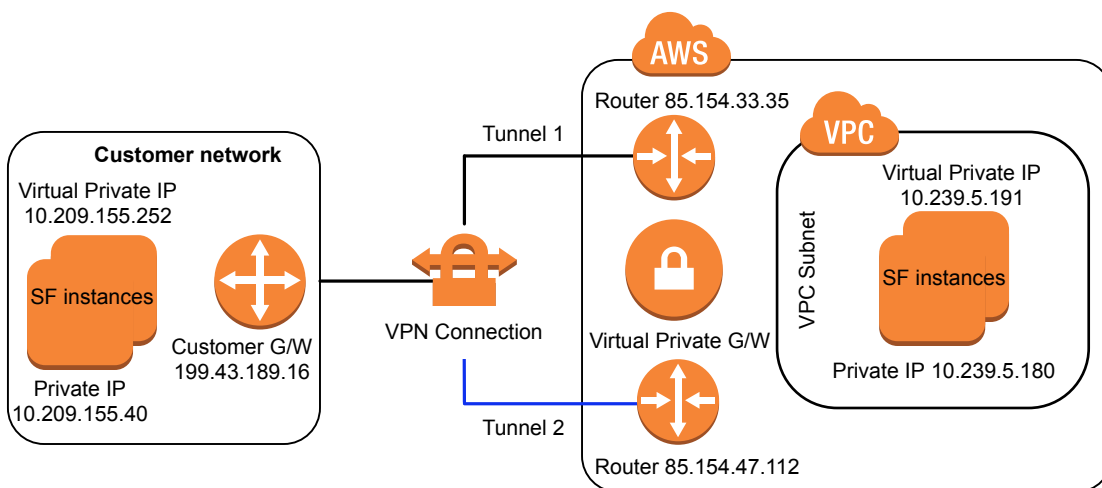 AWS
Router 85.154.33.35
Tunnel 1
VPC
Customer network
Virtual Private IP
10.209.155.252
SF instances
Customer G/W
199.43.189.16
Private IP
10.209.155.40
VPN Connection
Virtual Private G/W
VPC Subnet
Virtual Private IP
10.239.5.191
SF instances
Private IP 10.239.5.180
Tunnel 2
Router 85.154.47.112